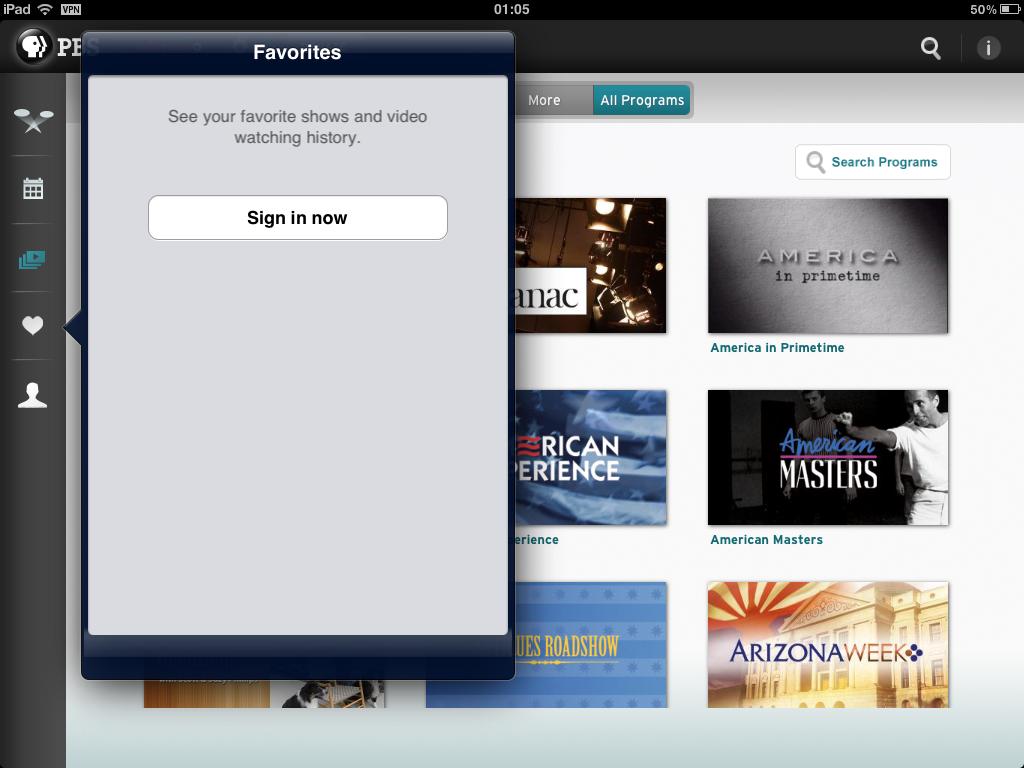 iPad VPN 01:05 50%
PBS
Favorites
See your favorite shows and video
watching history.
Sign in now
More All Programs
Search Programs
anac
AMERICA
in primetime
America in Primetime
ERICAN
PERIENCE
erience
American
MASTERS
American Masters
UES ROADSHOW
ARIZONAWEEK